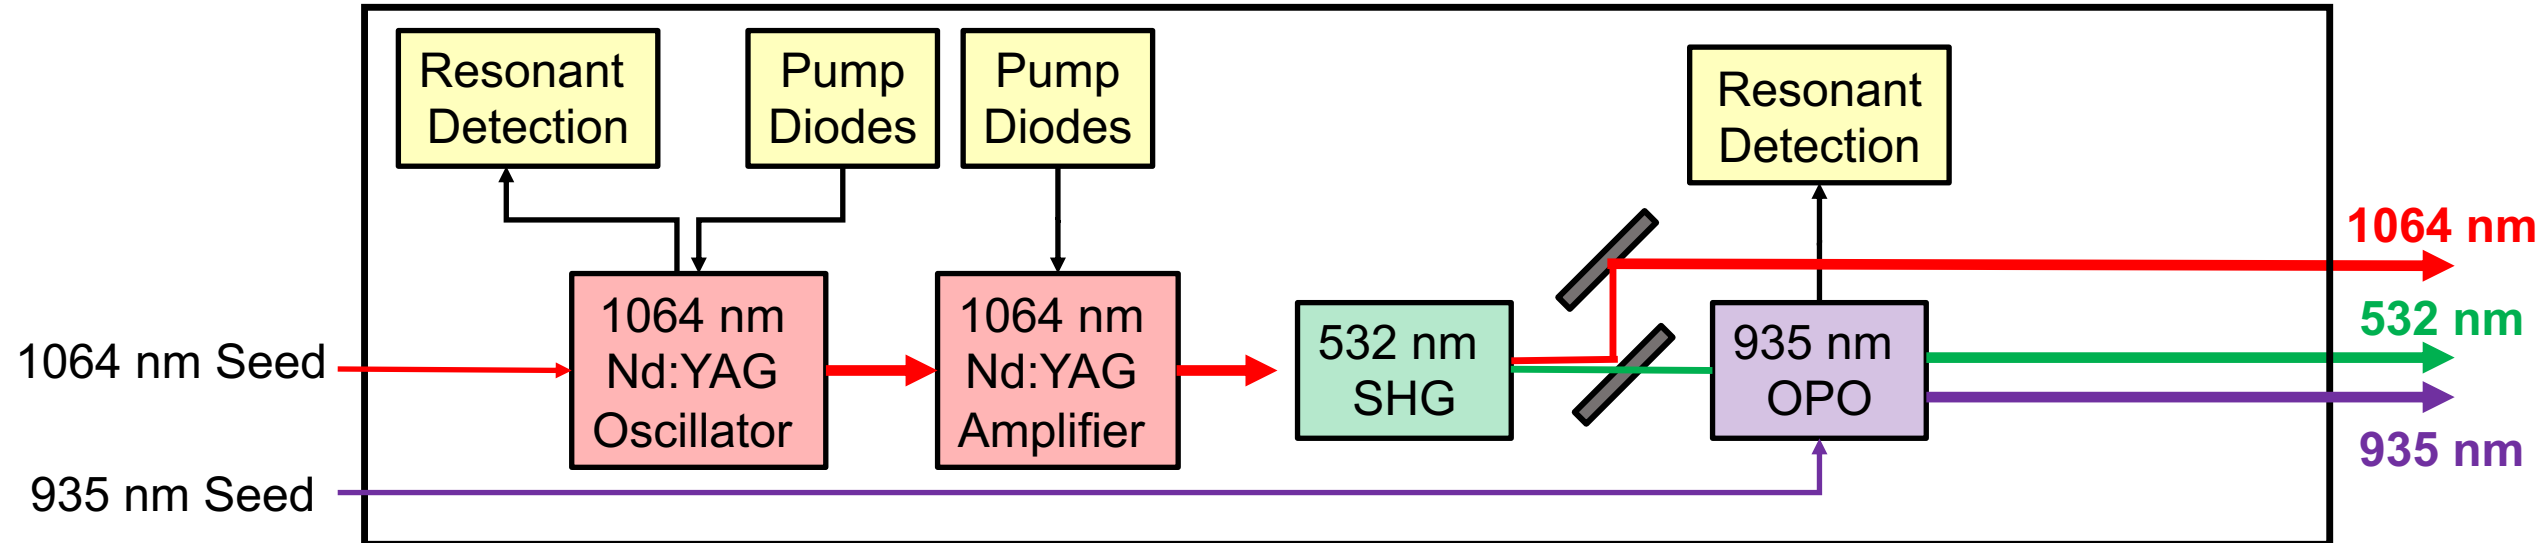 Resonant
Detection
Pump
Diodes
Pump
Diodes
Resonant
Detection
1064 nm
532 nm
935 nm
1064 nm Seed
935 nm Seed
1064 nm
Nd:YAG
Oscillator
1064 nm
Nd:YAG
Amplifier
532 nm
SHG
935 nm
OPO